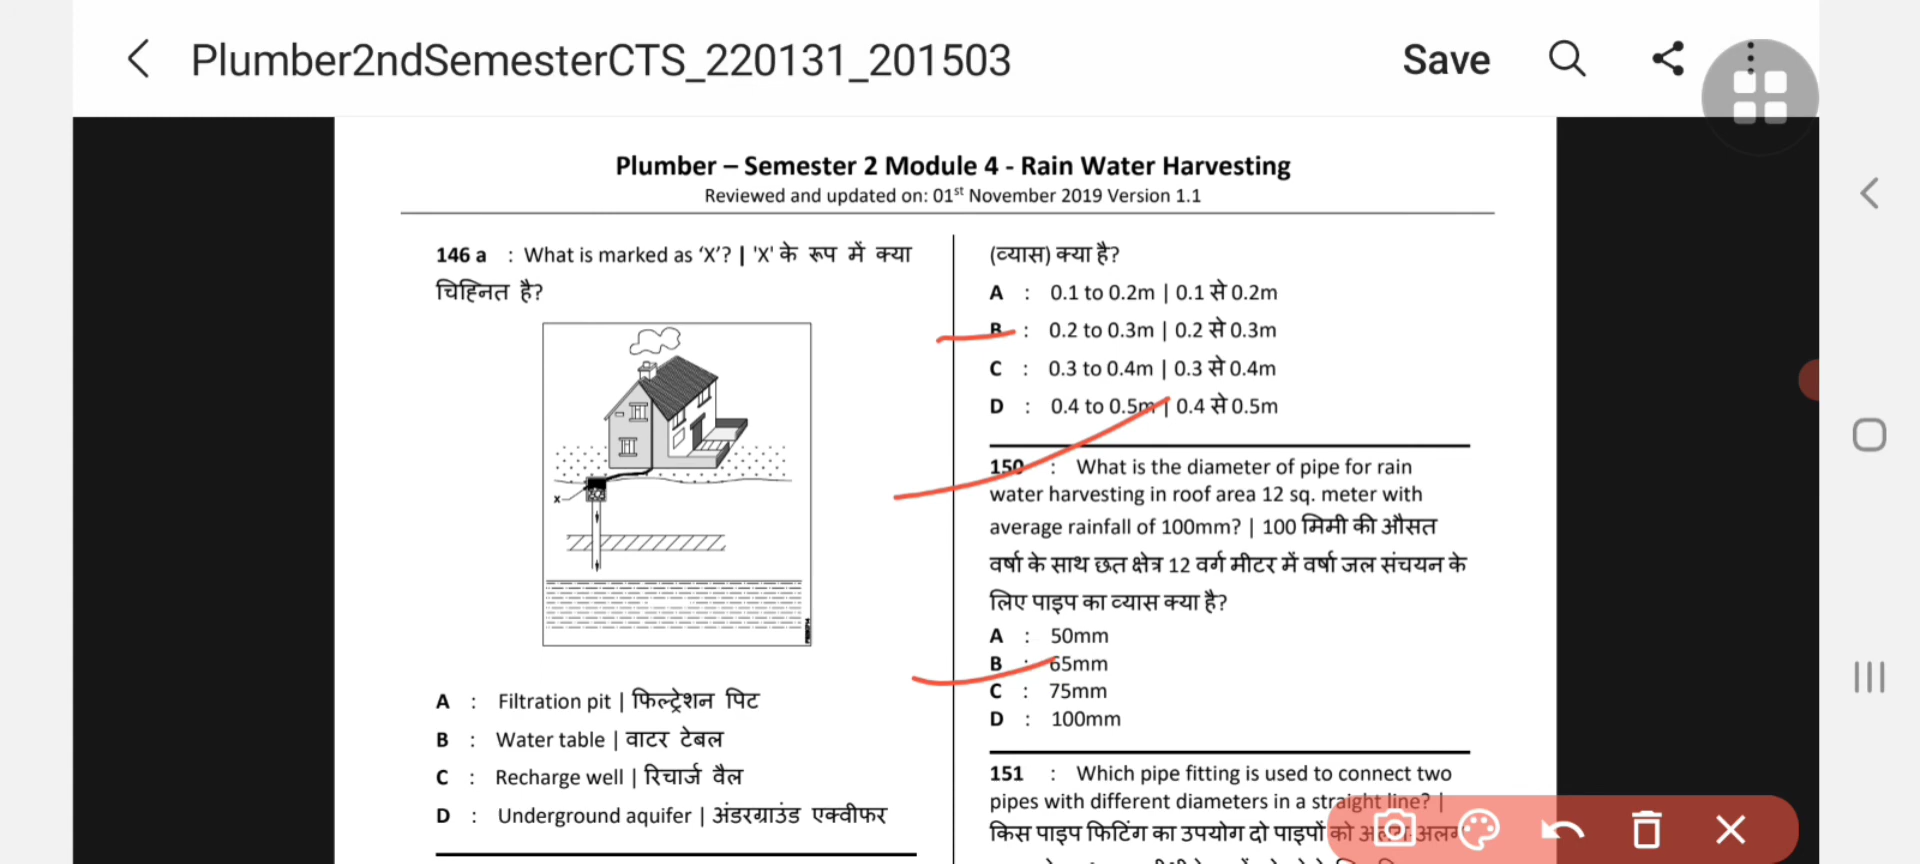 Plumber2ndSemesterCTS_220131_201503
Save
Plumber – Semester 2 Module 4 - Rain Water Harvesting
Reviewed and updated on: 01st November 2019 Version 1.1
146 a : What is marked as ‘X’? | 'X' के रूप में क्या
चिह्नित है?
X
A : Filtration pit | फिल्ट्रेशन पिट
B : Water table | वाटर टेबल
C : Recharge well | रिचार्ज वैल
D : Underground aquifer | अंडरग्राउंड एक्वीफर
(व्यास) क्या है?
A : 0.1 to 0.2m | 0.1 से 0.2m
B : 0.2 to 0.3m | 0.2 से 0.3m
C : 0.3 to 0.4m | 0.3 से 0.4m
D : 0.4 to 0.5m | 0.4 से 0.5m
150 : What is the diameter of pipe for rain
water harvesting in roof area 12 sq. meter with
average rainfall of 100mm? | 100 मिमी की औसत
वर्षा के साथ छत क्षेत्र 12 वर्ग मीटर में वर्षा जल संचयन के
लिए पाइप का व्यास क्या है?
A : 50mm
B : 65mm
C : 75mm
D : 100mm
151 : Which pipe fitting is used to connect two
pipes with different diameters in a straight line? |
किस पाइप फिटिंग का उपयोग दो पाइपों को